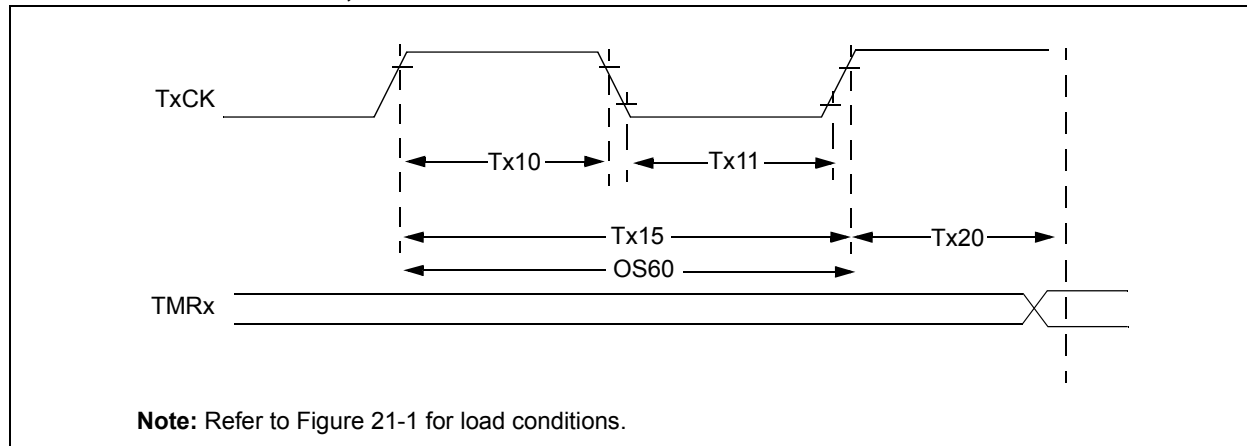 TxCK
Tx10
Tx11
Tx15
Tx20
OS60
TMRx
Note: Refer to Figure 21-1 for load conditions.